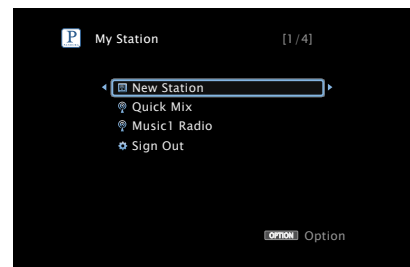 P
My Station [1/4]
New Station
Quick Mix
Music1 Radio
Sign Out
OPTION Option